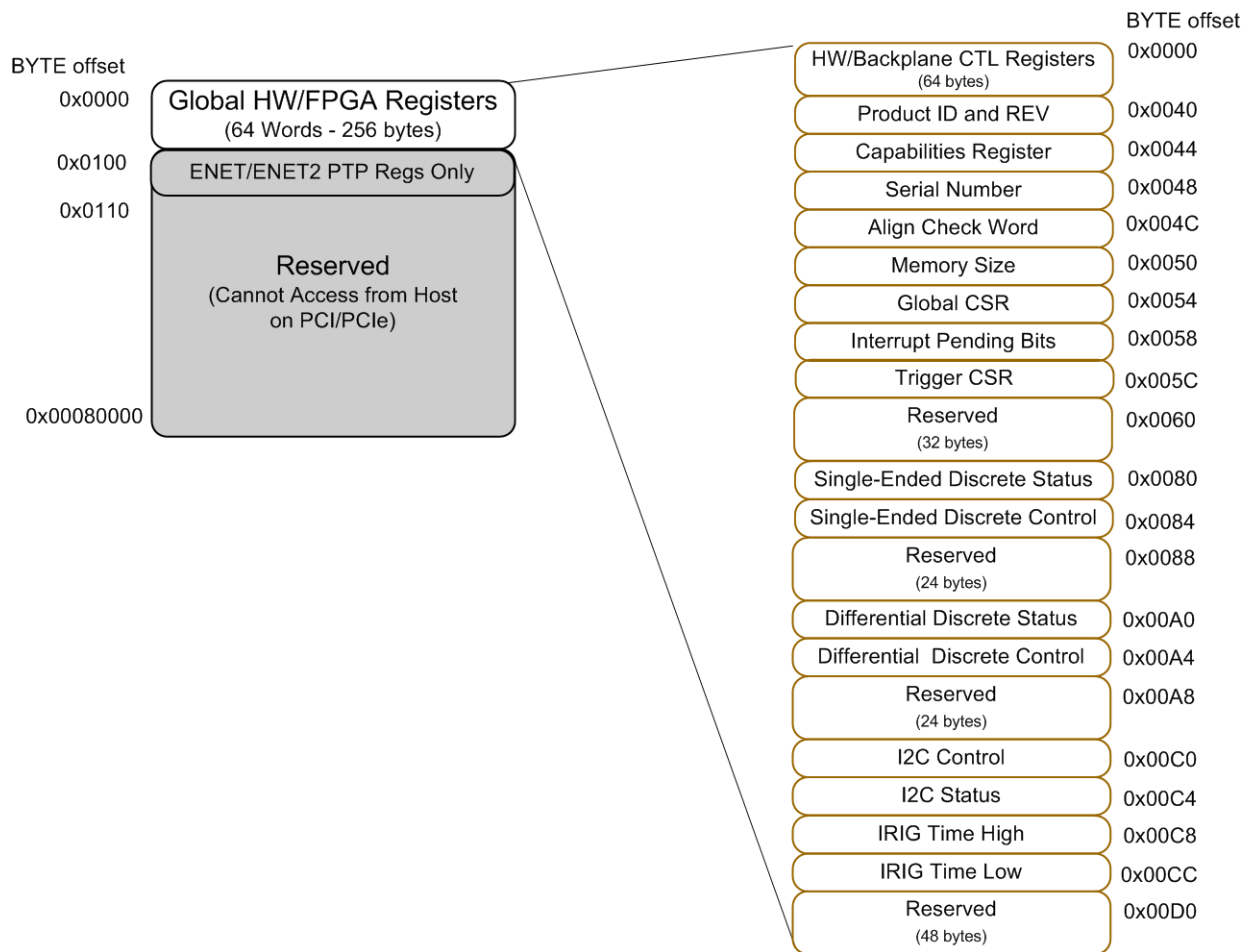 BYTE offset
0x0000
Global HW/FPGA Registers
(64 Words - 256 bytes)
0x0100
ENET/ENET2 PTP Regs Only
0x0110
Reserved
(Cannot Access from Host
on PCI/PCIe)
0x00080000
BYTE offset
HW/Backplane CTL Registers
(64 bytes)
0x0000
Product ID and REV
0x0040
Capabilities Register
0x0044
Serial Number
0x0048
Align Check Word
0x004C
Memory Size
0x0050
Global CSR
0x0054
Interrupt Pending Bits
0x0058
Trigger CSR
0x005C
Reserved
(32 bytes)
0x0060
Single-Ended Discrete Status
0x0080
Single-Ended Discrete Control
0x0084
Reserved
(24 bytes)
0x0088
Differential Discrete Status
0x00A0
Differential Discrete Control
0x00A4
Reserved
(24 bytes)
0x00A8
I2C Control
0x00C0
I2C Status
0x00C4
IRIG Time High
0x00C8
IRIG Time Low
0x00CC
Reserved
(48 bytes)
0x00D0